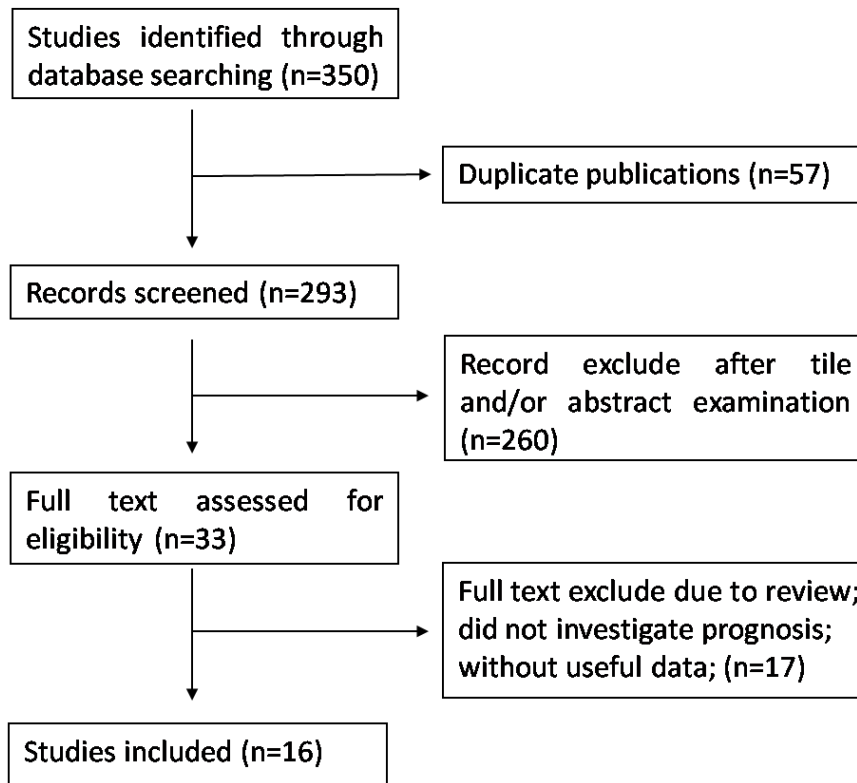 Studies identified through
database searching (n=350)
Duplicate publications (n=57)
Records screened (n=293)
Record exclude after tile
and/or abstract examination
(n=260)
Full text assessed for
eligibility (n=33)
Full text exclude due to review;
did not investigate prognosis;
without useful data; (n=17)
Studies included (n=16)